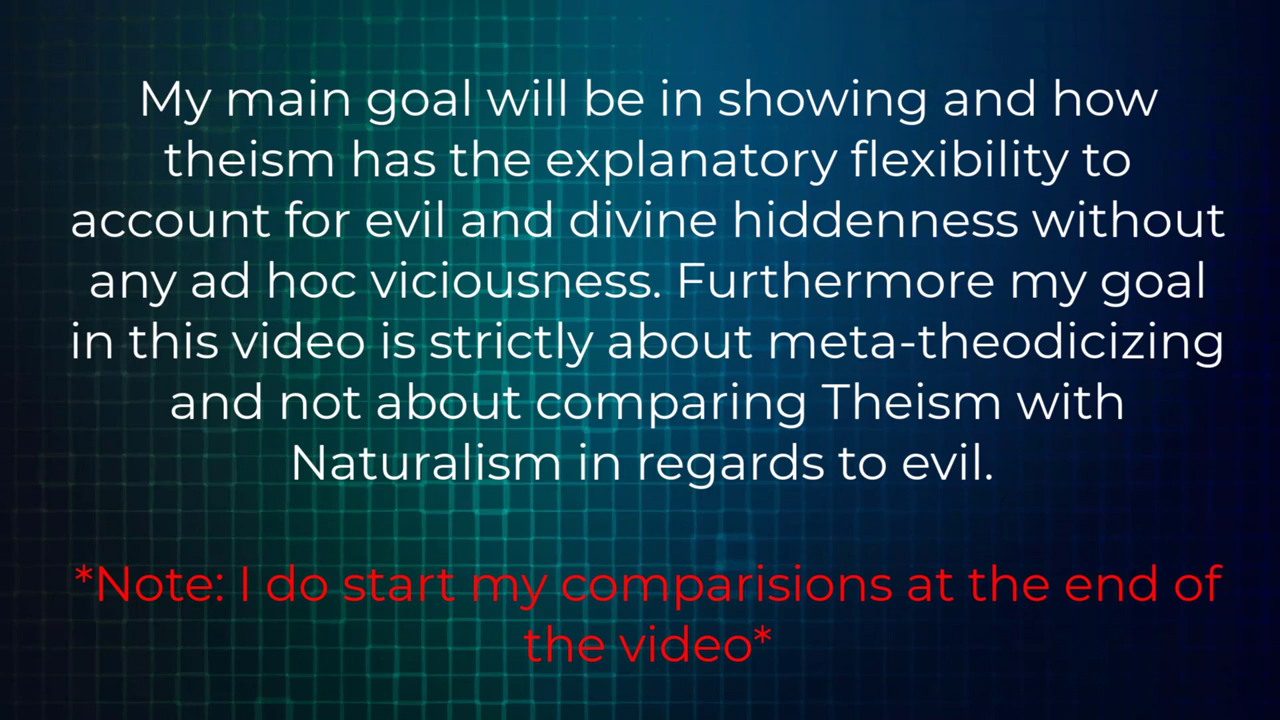 My main goal will be in showing and how
theism has the explanatory flexibility to
account for evil and divine hiddenness without
any ad hoc viciousness. Furthermore my goal
in this video is strictly about meta-theodicizing
and not about comparing Theism with
Naturalism in regards to evil.
*Note: I do start my comparisions at the end of
the video*